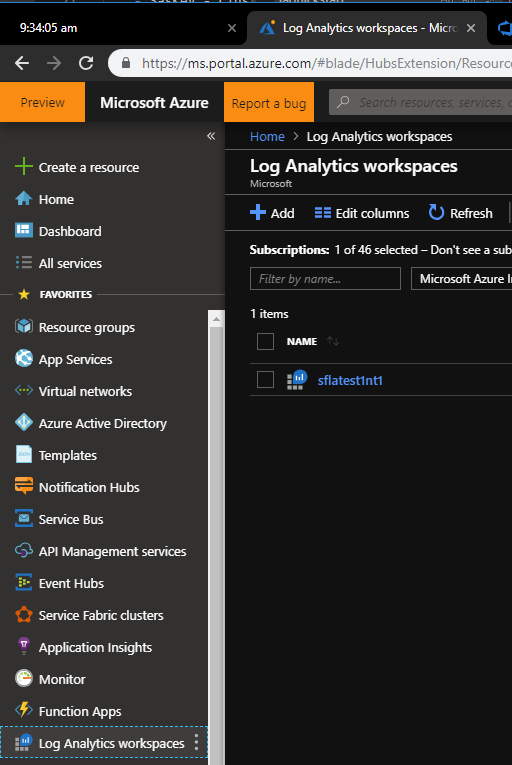 9:34:05 am
Log Analytics workspaces - Micro
https://ms.portal.azure.com/#blade/HubsExtension/Resourc
Preview
Microsoft Azure
Report a bug
Search resources, services, a
Create a resource
Home
Dashboard
All services
FAVORITES
Resource groups
App Services
Virtual networks
Azure Active Directory
Templates
Notification Hubs
Service Bus
API Management services
Event Hubs
Service Fabric clusters
Application Insights
Monitor
Function Apps
Log Analytics workspaces
Home > Log Analytics workspaces
Log Analytics workspaces
Microsoft
Add Edit columns Refresh
Subscriptions: 1 of 46 selected – Don't see a sub
Filter by name... Microsoft Azure I
1 items
NAME
sflatest1nt1